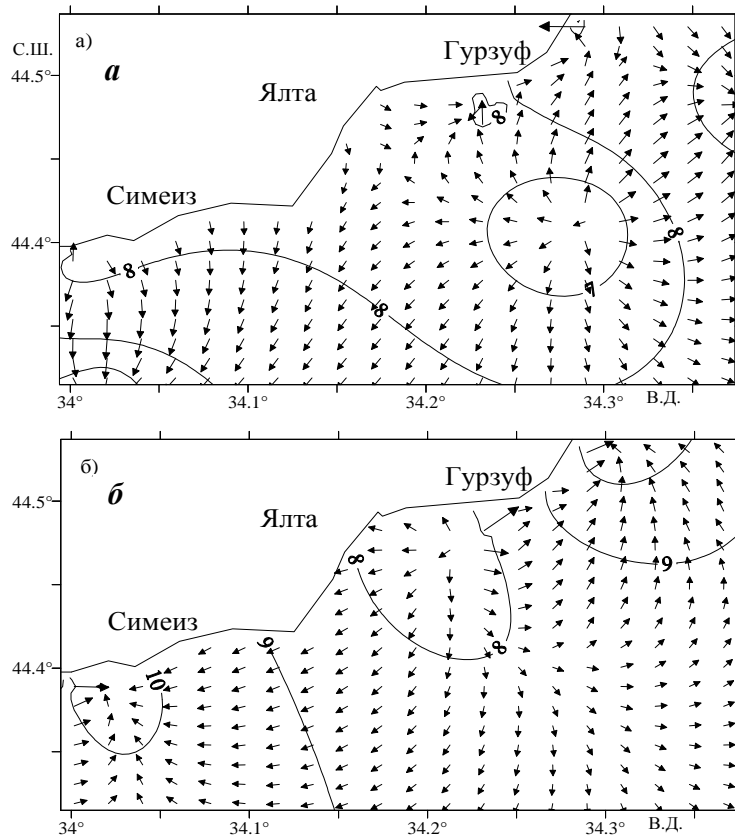 С.Ш.
а)
а
Гурзуф
44.5°
Ялта
8
Симеиз
44.4°
8
8
8
7
34°
34.1°
34.2°
34.3°
В.Д.
б)
б
Гурзуф
44.5°
Ялта
8
9
Симеиз
9
8
44.4°
10
34°
34.1°
34.2°
34.3°
В.Д.